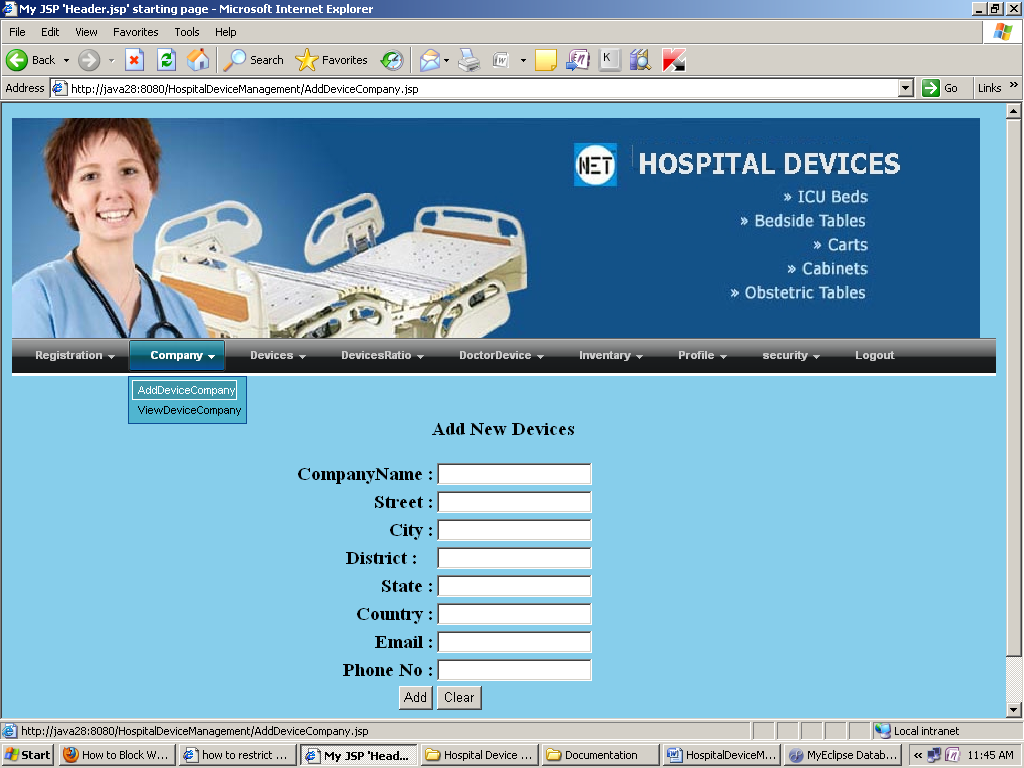 My JSP 'Header.jsp' starting page - Microsoft Internet Explorer
File Edit View Favorites Tools Help
Back Search Favorites
Address http://java28:8080/HospitalDeviceManagement/AddDeviceCompany.jsp Go Links »
NET HOSPITAL DEVICES
» ICU Beds
» Bedside Tables
» Carts
» Cabinets
» Obstetric Tables
Registration Company Devices DevicesRatio DoctorDevice Inventory Profile security Logout
AddDeviceCompany
ViewDeviceCompany
Add New Devices
CompanyName :
Street :
City :
District :
State :
Country :
Email :
Phone No :
Add Clear
http://java28:8080/HospitalDeviceManagement/AddDeviceCompany.jsp Local intranet
Start How to Block W... how to restrict ... My JSP 'Head... Hospital Device ... Documentation HospitalDeviceM... MyEclipse Datab... « 11:45 AM